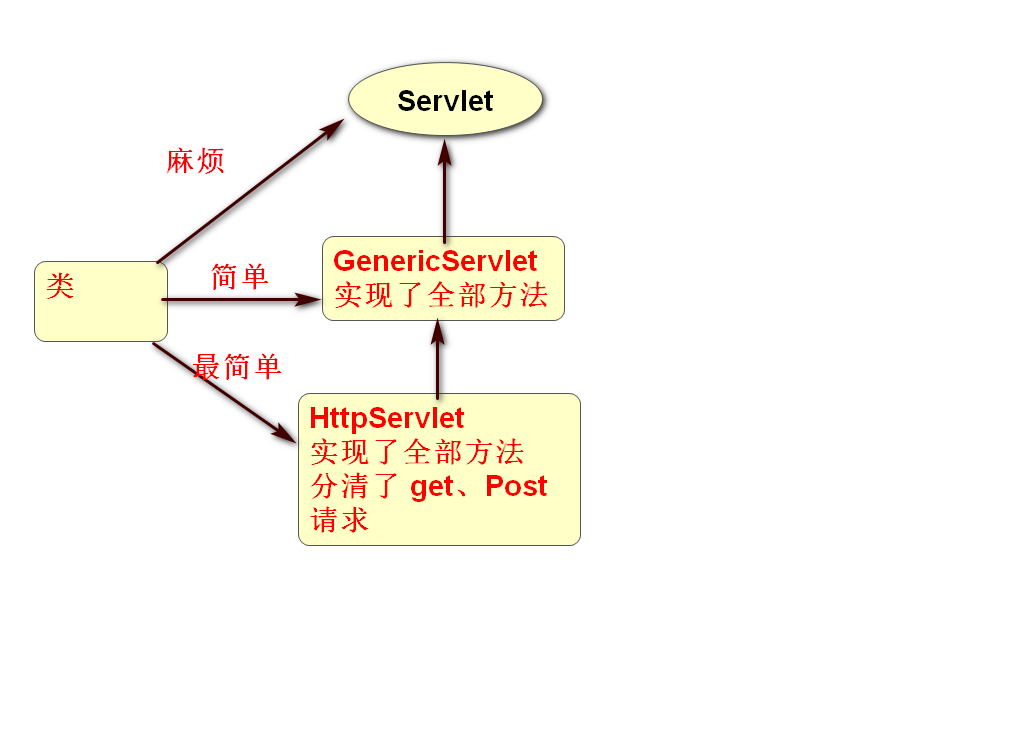 Servlet
麻烦
类
简单
GenericServlet
实现了全部方法
最简单
HttpServlet
实现了全部方法
分清了 get、Post
请求